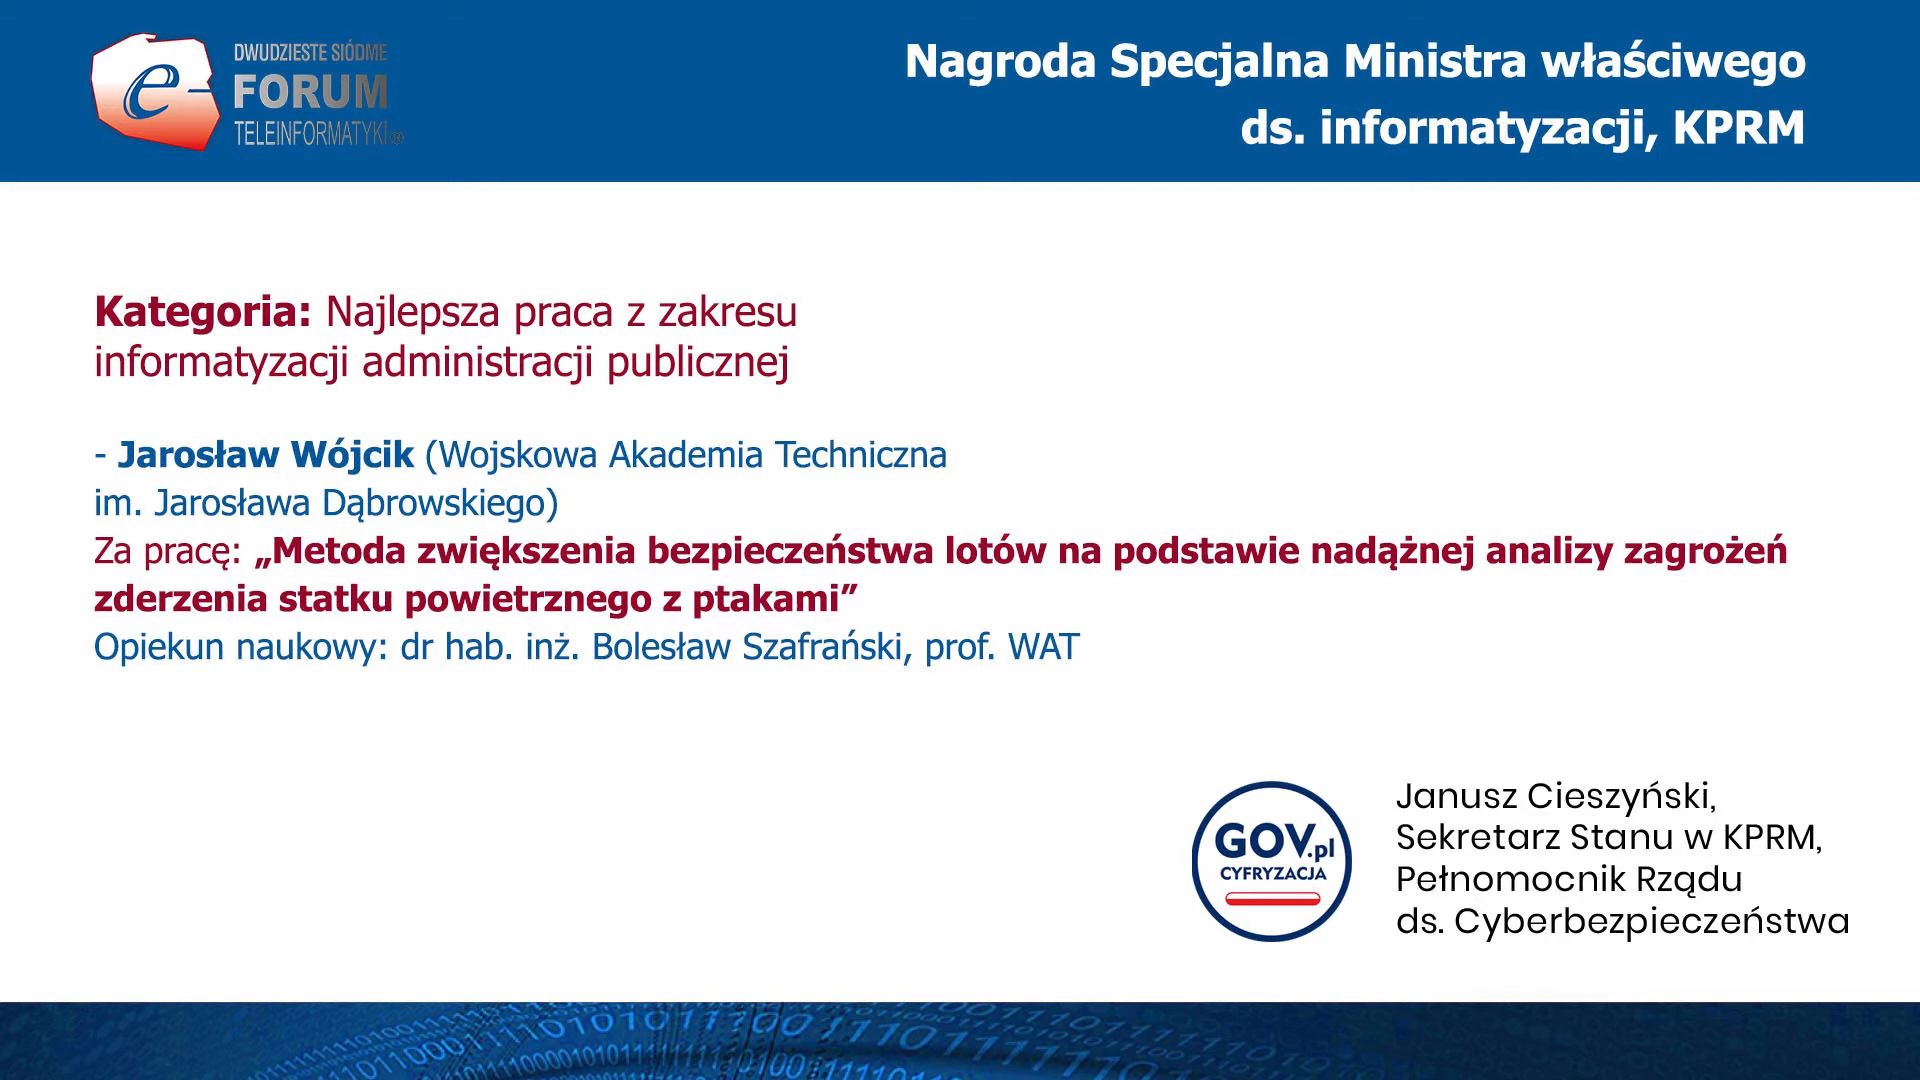 DWUDZIESTE SIÓDME
FORUM
TELEINFORMATYKI®
Nagroda Specjalna Ministra właściwego
ds. informatyzacji, KPRM
Kategoria: Najlepsza praca z zakresu
informatyzacji administracji publicznej
- Jarosław Wójcik (Wojskowa Akademia Techniczna
im. Jarosława Dąbrowskiego)
Za pracę: „Metoda zwiększenia bezpieczeństwa lotów na podstawie nadążnej analizy zagrożeń
zderzenia statku powietrznego z ptakami”
Opiekun naukowy: dr hab. inż. Bolesław Szafrański, prof. WAT
GOV.pl
CYFRYZACJA
Janusz Cieszyński,
Sekretarz Stanu w KPRM,
Pełnomocnik Rządu
ds. Cyberbezpieczeństwa